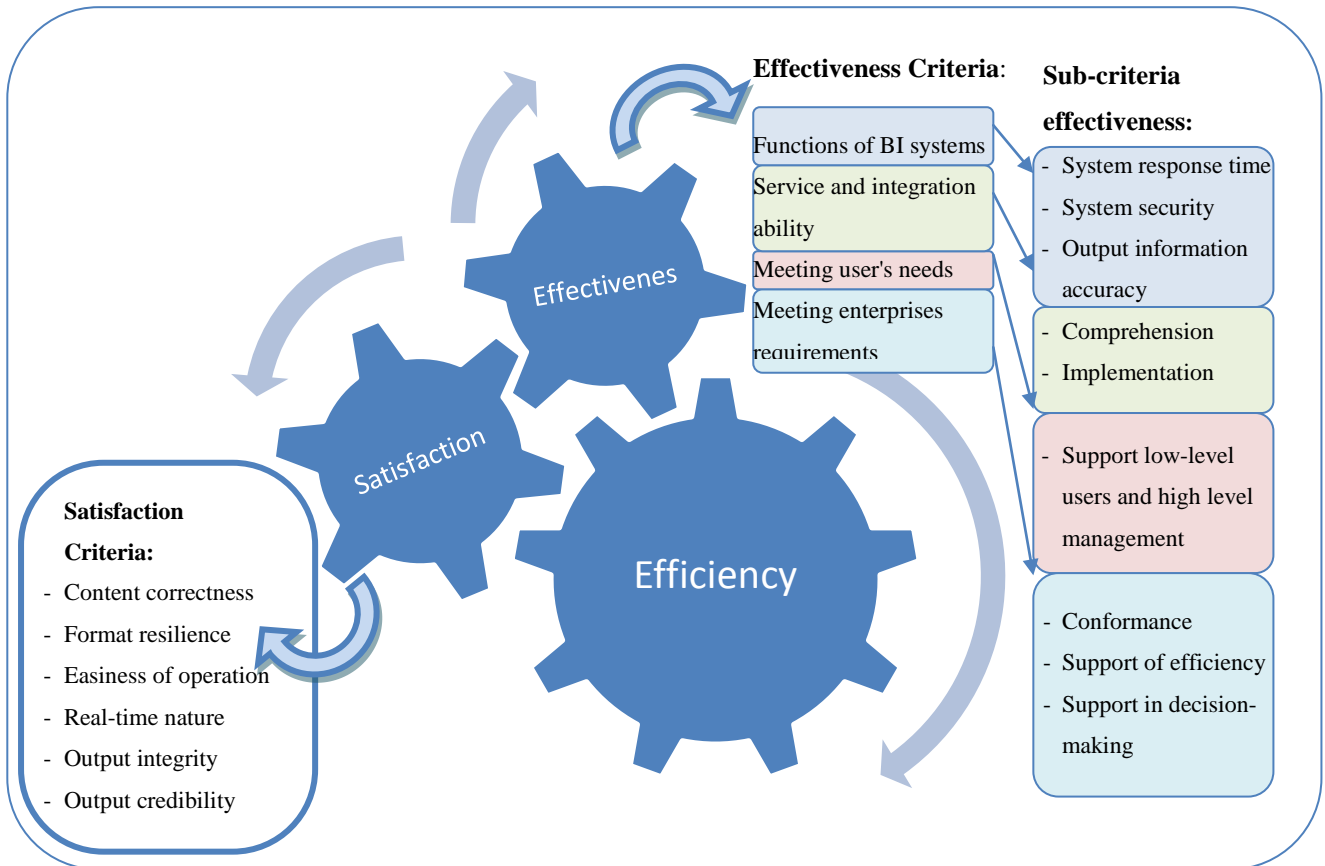 Effectiveness Criteria:
Functions of BI systems
Service and integration
ability
Meeting user's needs
Meeting enterprises
requirements
Sub-criteria
effectiveness:
- System response time
- System security
- Output information
accuracy
- Comprehension
- Implementation
- Support low-level
users and high level
management
- Conformance
- Support of efficiency
- Support in decision-
making
Effectivenes
Satisfaction
Efficiency
Satisfaction
Criteria:
- Content correctness
- Format resilience
- Easiness of operation
- Real-time nature
- Output integrity
- Output credibility